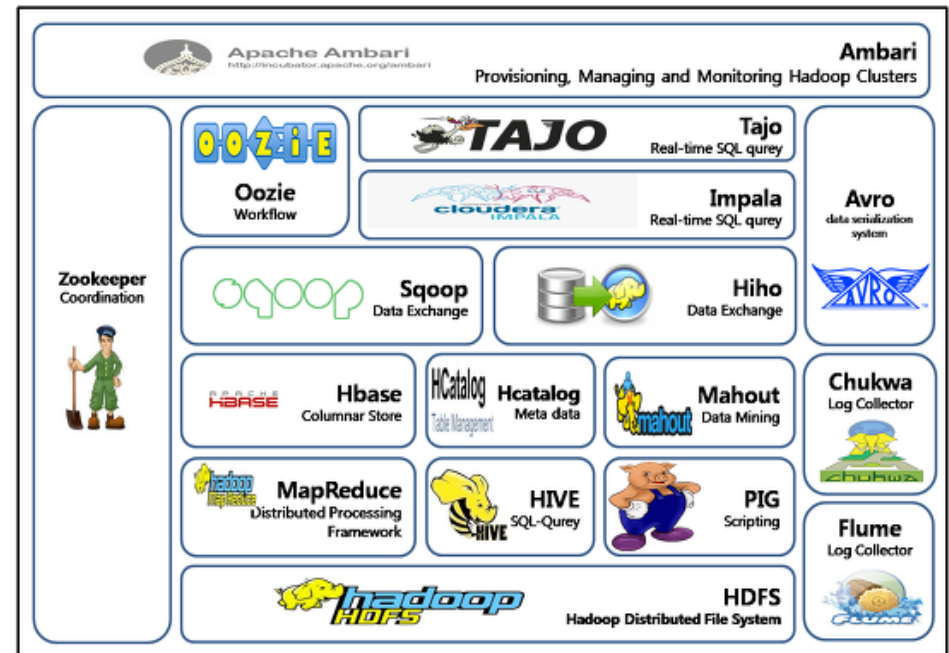 Apache Ambari
http://incubator.apache.org/ambari
Ambari
Provisioning, Managing and Monitoring Hadoop Clusters
Zookeeper
Coordination
OOZiE
Oozie
Workflow
TAJO
Tajo
Real-time SQL qurey
cloudera
IMPALA
Impala
Real-time SQL qurey
Avro
data serialization
system
AVRO
TM
sqoop
Sqoop
Data Exchange
Hiho
Data Exchange
APACHE
HBASE
Hbase
Columnar Store
HCatalog
Table Management
Hcatalog
Meta data
mahout
Mahout
Data Mining
Chukwa
Log Collector
chukwa
hadoop
Map Reduce
MapReduce
Distributed Processing
Framework
HIVE
HIVE
SQL-Qurey
PIG
Scripting
Flume
Log Collector
FLUME
hadoop
HDFS
HDFS
Hadoop Distributed File System